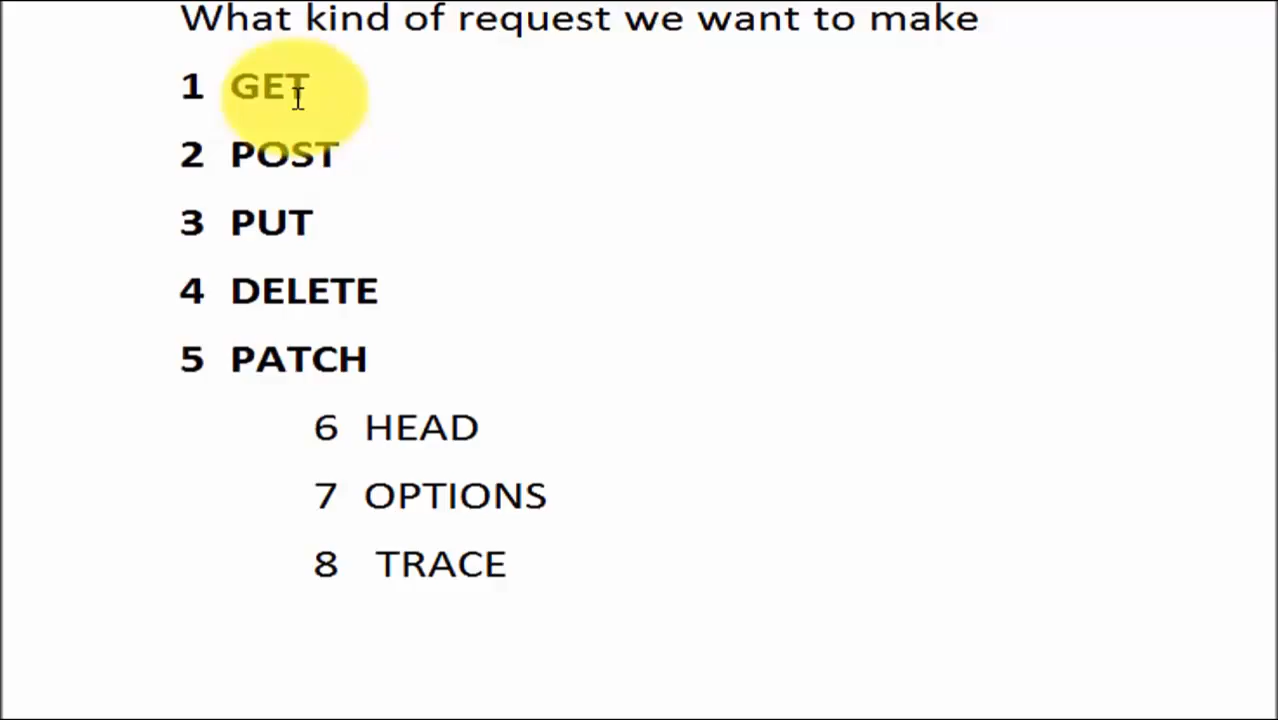 What kind of request we want to make
1 GET
2 POST
3 PUT
4 DELETE
5 PATCH
6 HEAD
7 OPTIONS
8 TRACE